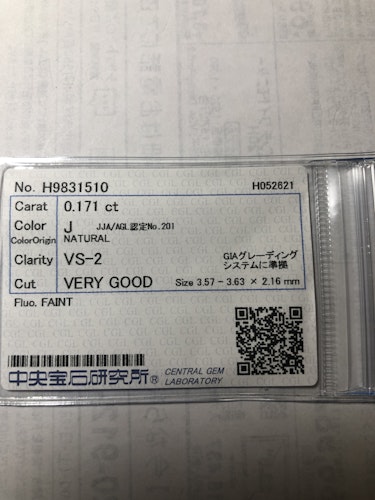 No. H9831510 H052621
Carat 0.171 ct
Color J JJA/AGL認定No.201
ColorOrigin NATURAL
Clarity VS-2 GIAグレーディング
システムに準拠
Cut VERY GOOD Size 3.57 - 3.63 × 2.16 mm
Fluo. FAINT
中央宝石研究所® CENTRAL GEM
LABORATORY